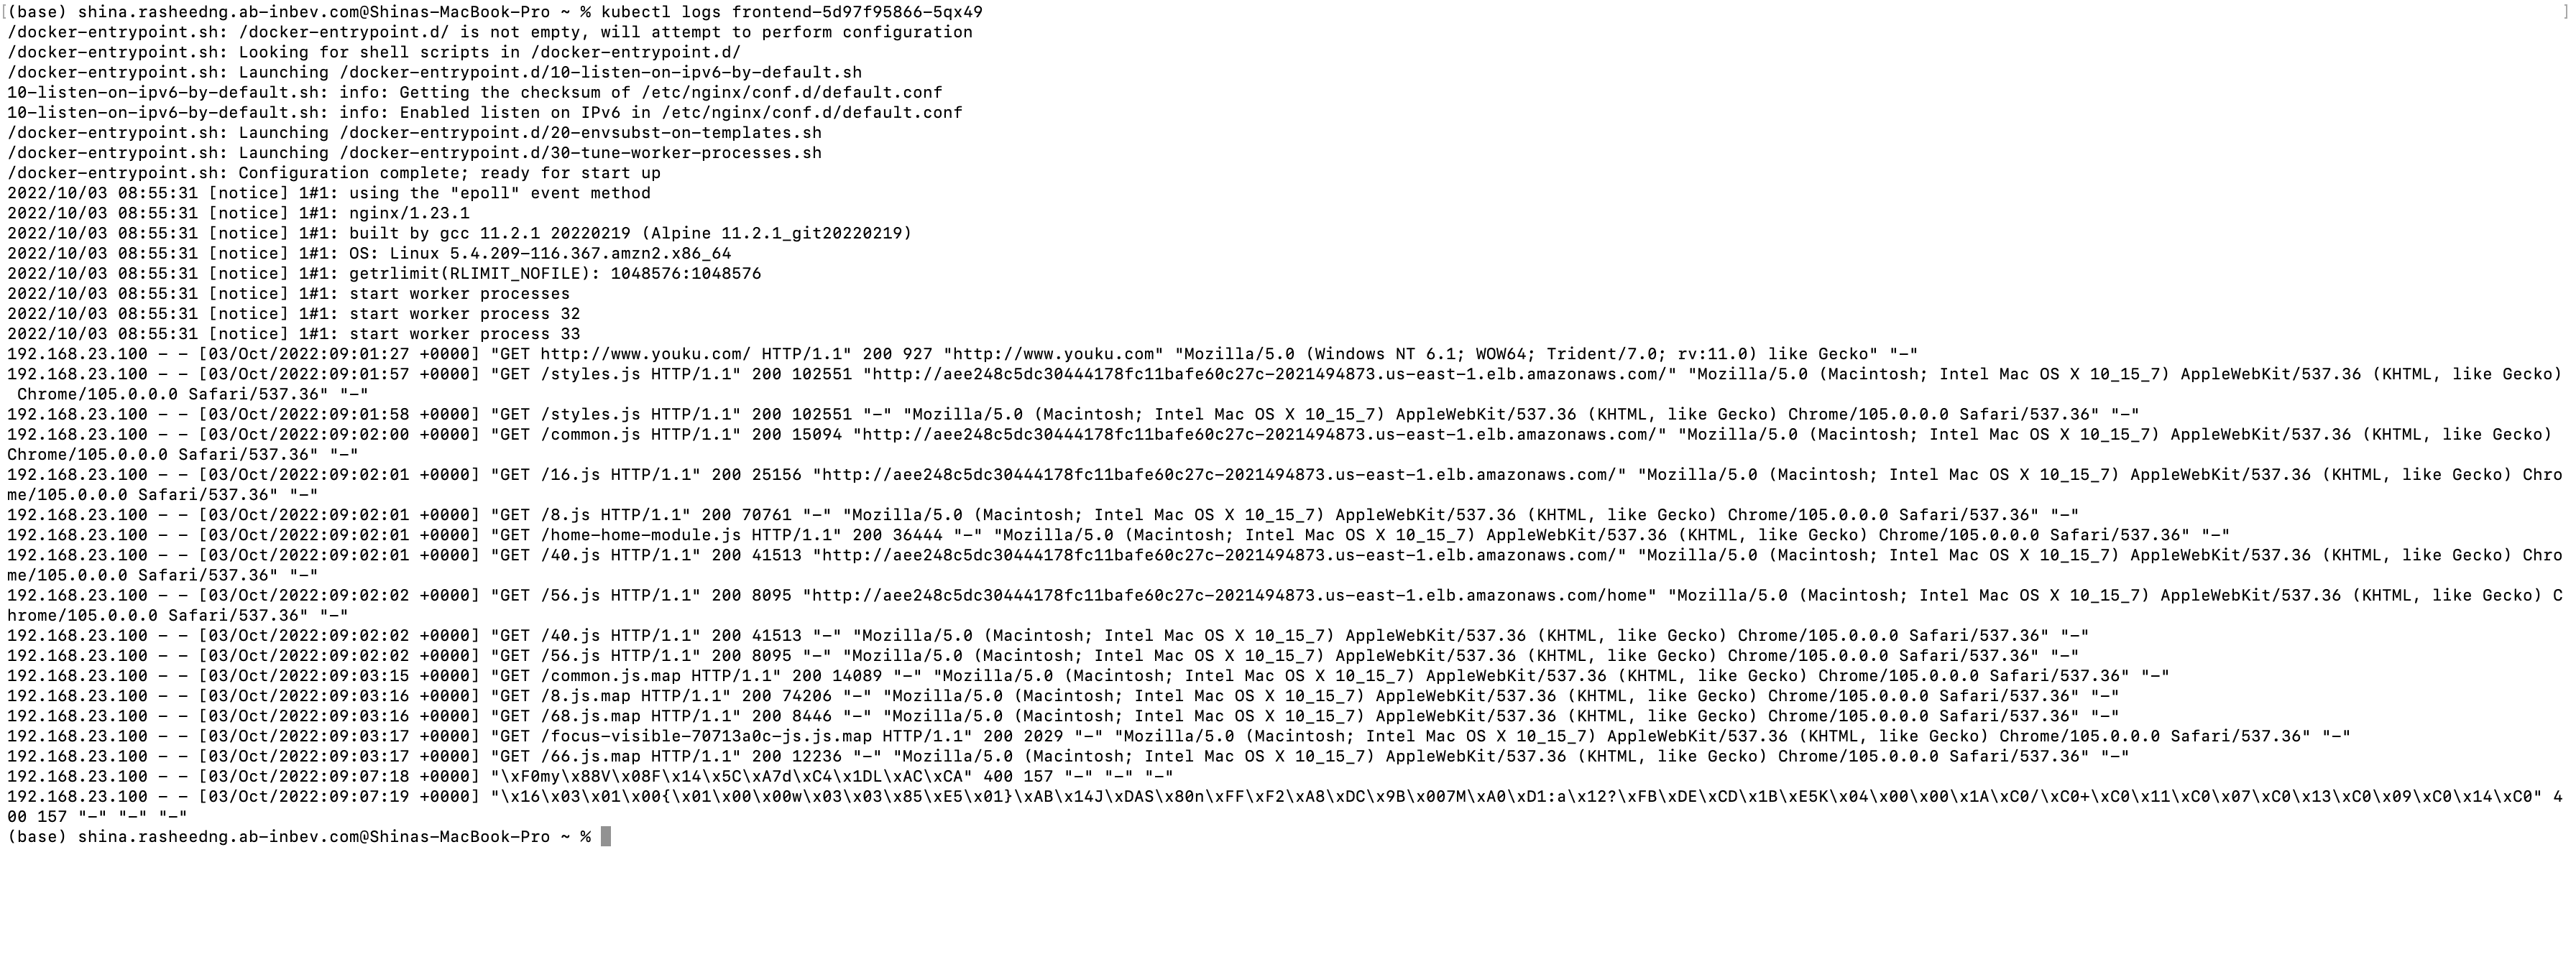 (base) shina.rasheedng.ab-inbev.com@Shinas-MacBook-Pro ~ % kubectl logs frontend-5d97f95866-5qx49
/docker-entrypoint.sh: /docker-entrypoint.d/ is not empty, will attempt to perform configuration
/docker-entrypoint.sh: Looking for shell scripts in /docker-entrypoint.d/
/docker-entrypoint.sh: Launching /docker-entrypoint.d/10-listen-on-ipv6-by-default.sh
10-listen-on-ipv6-by-default.sh: info: Getting the checksum of /etc/nginx/conf.d/default.conf
10-listen-on-ipv6-by-default.sh: info: Enabled listen on IPv6 in /etc/nginx/conf.d/default.conf
/docker-entrypoint.sh: Launching /docker-entrypoint.d/20-envsubst-on-templates.sh
/docker-entrypoint.sh: Launching /docker-entrypoint.d/30-tune-worker-processes.sh
/docker-entrypoint.sh: Configuration complete; ready for start up
2022/10/03 08:55:31 [notice] 1#1: using the "epoll" event method
2022/10/03 08:55:31 [notice] 1#1: nginx/1.23.1
2022/10/03 08:55:31 [notice] 1#1: built by gcc 11.2.1 20220219 (Alpine 11.2.1_git20220219)
2022/10/03 08:55:31 [notice] 1#1: OS: Linux 5.4.209-116.367.amzn2.x86_64
2022/10/03 08:55:31 [notice] 1#1: getrlimit(RLIMIT_NOFILE): 1048576:1048576
2022/10/03 08:55:31 [notice] 1#1: start worker processes
2022/10/03 08:55:31 [notice] 1#1: start worker process 32
2022/10/03 08:55:31 [notice] 1#1: start worker process 33
192.168.23.100 - - [03/Oct/2022:09:01:27 +0000] "GET http://www.youku.com/ HTTP/1.1" 200 927 "http://www.youku.com" "Mozilla/5.0 (Windows NT 6.1; WOW64; Trident/7.0; rv:11.0) like Gecko" "-"
192.168.23.100 - - [03/Oct/2022:09:01:57 +0000] "GET /styles.js HTTP/1.1" 200 102551 "http://aee248c5dc30444178fc11bafe60c27c-2021494873.us-east-1.elb.amazonaws.com/" "Mozilla/5.0 (Macintosh; Intel Mac OS X 10_15_7) AppleWebKit/537.36 (KHTML, like Gecko)
 Chrome/105.0.0.0 Safari/537.36" "-"
192.168.23.100 - - [03/Oct/2022:09:01:58 +0000] "GET /styles.js HTTP/1.1" 200 102551 "-" "Mozilla/5.0 (Macintosh; Intel Mac OS X 10_15_7) AppleWebKit/537.36 (KHTML, like Gecko) Chrome/105.0.0.0 Safari/537.36" "-"
192.168.23.100 - - [03/Oct/2022:09:02:00 +0000] "GET /common.js HTTP/1.1" 200 15094 "http://aee248c5dc30444178fc11bafe60c27c-2021494873.us-east-1.elb.amazonaws.com/" "Mozilla/5.0 (Macintosh; Intel Mac OS X 10_15_7) AppleWebKit/537.36 (KHTML, like Gecko)
Chrome/105.0.0.0 Safari/537.36" "-"
192.168.23.100 - - [03/Oct/2022:09:02:01 +0000] "GET /16.js HTTP/1.1" 200 25156 "http://aee248c5dc30444178fc11bafe60c27c-2021494873.us-east-1.elb.amazonaws.com/" "Mozilla/5.0 (Macintosh; Intel Mac OS X 10_15_7) AppleWebKit/537.36 (KHTML, like Gecko) Chro
me/105.0.0.0 Safari/537.36" "-"
192.168.23.100 - - [03/Oct/2022:09:02:01 +0000] "GET /8.js HTTP/1.1" 200 70761 "-" "Mozilla/5.0 (Macintosh; Intel Mac OS X 10_15_7) AppleWebKit/537.36 (KHTML, like Gecko) Chrome/105.0.0.0 Safari/537.36" "-"
192.168.23.100 - - [03/Oct/2022:09:02:01 +0000] "GET /home-home-module.js HTTP/1.1" 200 36444 "-" "Mozilla/5.0 (Macintosh; Intel Mac OS X 10_15_7) AppleWebKit/537.36 (KHTML, like Gecko) Chrome/105.0.0.0 Safari/537.36" "-"
192.168.23.100 - - [03/Oct/2022:09:02:01 +0000] "GET /40.js HTTP/1.1" 200 41513 "http://aee248c5dc30444178fc11bafe60c27c-2021494873.us-east-1.elb.amazonaws.com/" "Mozilla/5.0 (Macintosh; Intel Mac OS X 10_15_7) AppleWebKit/537.36 (KHTML, like Gecko) Chro
me/105.0.0.0 Safari/537.36" "-"
192.168.23.100 - - [03/Oct/2022:09:02:02 +0000] "GET /56.js HTTP/1.1" 200 8095 "http://aee248c5dc30444178fc11bafe60c27c-2021494873.us-east-1.elb.amazonaws.com/home" "Mozilla/5.0 (Macintosh; Intel Mac OS X 10_15_7) AppleWebKit/537.36 (KHTML, like Gecko) C
hrome/105.0.0.0 Safari/537.36" "-"
192.168.23.100 - - [03/Oct/2022:09:02:02 +0000] "GET /40.js HTTP/1.1" 200 41513 "-" "Mozilla/5.0 (Macintosh; Intel Mac OS X 10_15_7) AppleWebKit/537.36 (KHTML, like Gecko) Chrome/105.0.0.0 Safari/537.36" "-"
192.168.23.100 - - [03/Oct/2022:09:02:02 +0000] "GET /56.js HTTP/1.1" 200 8095 "-" "Mozilla/5.0 (Macintosh; Intel Mac OS X 10_15_7) AppleWebKit/537.36 (KHTML, like Gecko) Chrome/105.0.0.0 Safari/537.36" "-"
192.168.23.100 - - [03/Oct/2022:09:03:15 +0000] "GET /common.js.map HTTP/1.1" 200 14089 "-" "Mozilla/5.0 (Macintosh; Intel Mac OS X 10_15_7) AppleWebKit/537.36 (KHTML, like Gecko) Chrome/105.0.0.0 Safari/537.36" "-"
192.168.23.100 - - [03/Oct/2022:09:03:16 +0000] "GET /8.js.map HTTP/1.1" 200 74206 "-" "Mozilla/5.0 (Macintosh; Intel Mac OS X 10_15_7) AppleWebKit/537.36 (KHTML, like Gecko) Chrome/105.0.0.0 Safari/537.36" "-"
192.168.23.100 - - [03/Oct/2022:09:03:16 +0000] "GET /68.js.map HTTP/1.1" 200 8446 "-" "Mozilla/5.0 (Macintosh; Intel Mac OS X 10_15_7) AppleWebKit/537.36 (KHTML, like Gecko) Chrome/105.0.0.0 Safari/537.36" "-"
192.168.23.100 - - [03/Oct/2022:09:03:17 +0000] "GET /focus-visible-70713a0c-js.js.map HTTP/1.1" 200 2029 "-" "Mozilla/5.0 (Macintosh; Intel Mac OS X 10_15_7) AppleWebKit/537.36 (KHTML, like Gecko) Chrome/105.0.0.0 Safari/537.36" "-"
192.168.23.100 - - [03/Oct/2022:09:03:17 +0000] "GET /66.js.map HTTP/1.1" 200 12236 "-" "Mozilla/5.0 (Macintosh; Intel Mac OS X 10_15_7) AppleWebKit/537.36 (KHTML, like Gecko) Chrome/105.0.0.0 Safari/537.36" "-"
192.168.23.100 - - [03/Oct/2022:09:07:18 +0000] "\xF0my\x88V\x08F\x14\x5C\xA7d\xC4\x1DL\xAC\xCA" 400 157 "-" "-" "-"
192.168.23.100 - - [03/Oct/2022:09:07:19 +0000] "\x16\x03\x01\x00{\x01\x00\x00w\x03\x03\x85\xE5\x01}\xAB\x14J\xDAS\x80n\xFF\xF2\xA8\xDC\x9B\x007M\xA0\xD1:a\x12?\xFB\xDE\xCD\x1B\xE5K\x04\x00\x00\x1A\xC0/\xC0+\xC0\x11\xC0\x07\xC0\x13\xC0\x09\xC0\x14\xC0" 4
00 157 "-" "-" "-"
(base) shina.rasheedng.ab-inbev.com@Shinas-MacBook-Pro ~ %